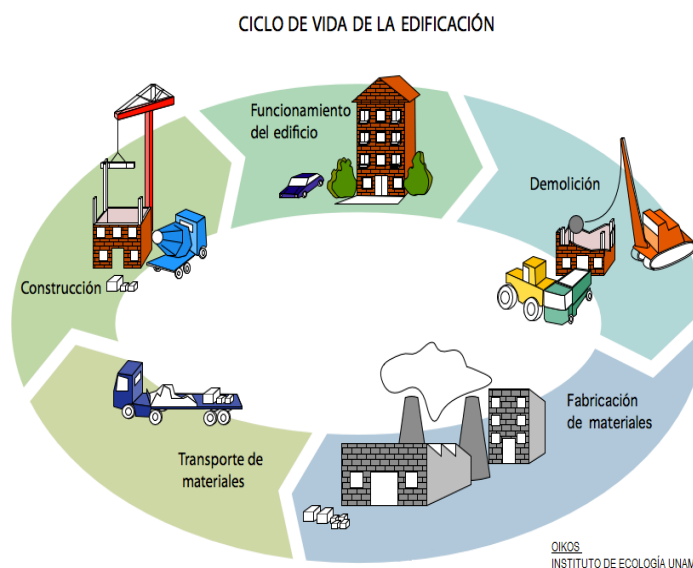 CICLO DE VIDA DE LA EDIFICACIÓN
Funcionamiento
del edificio
Demolición
Construcción
Fabricación
de materiales
Transporte de
materiales
OIKOS
INSTITUTO DE ECOLOGÍA UNAM